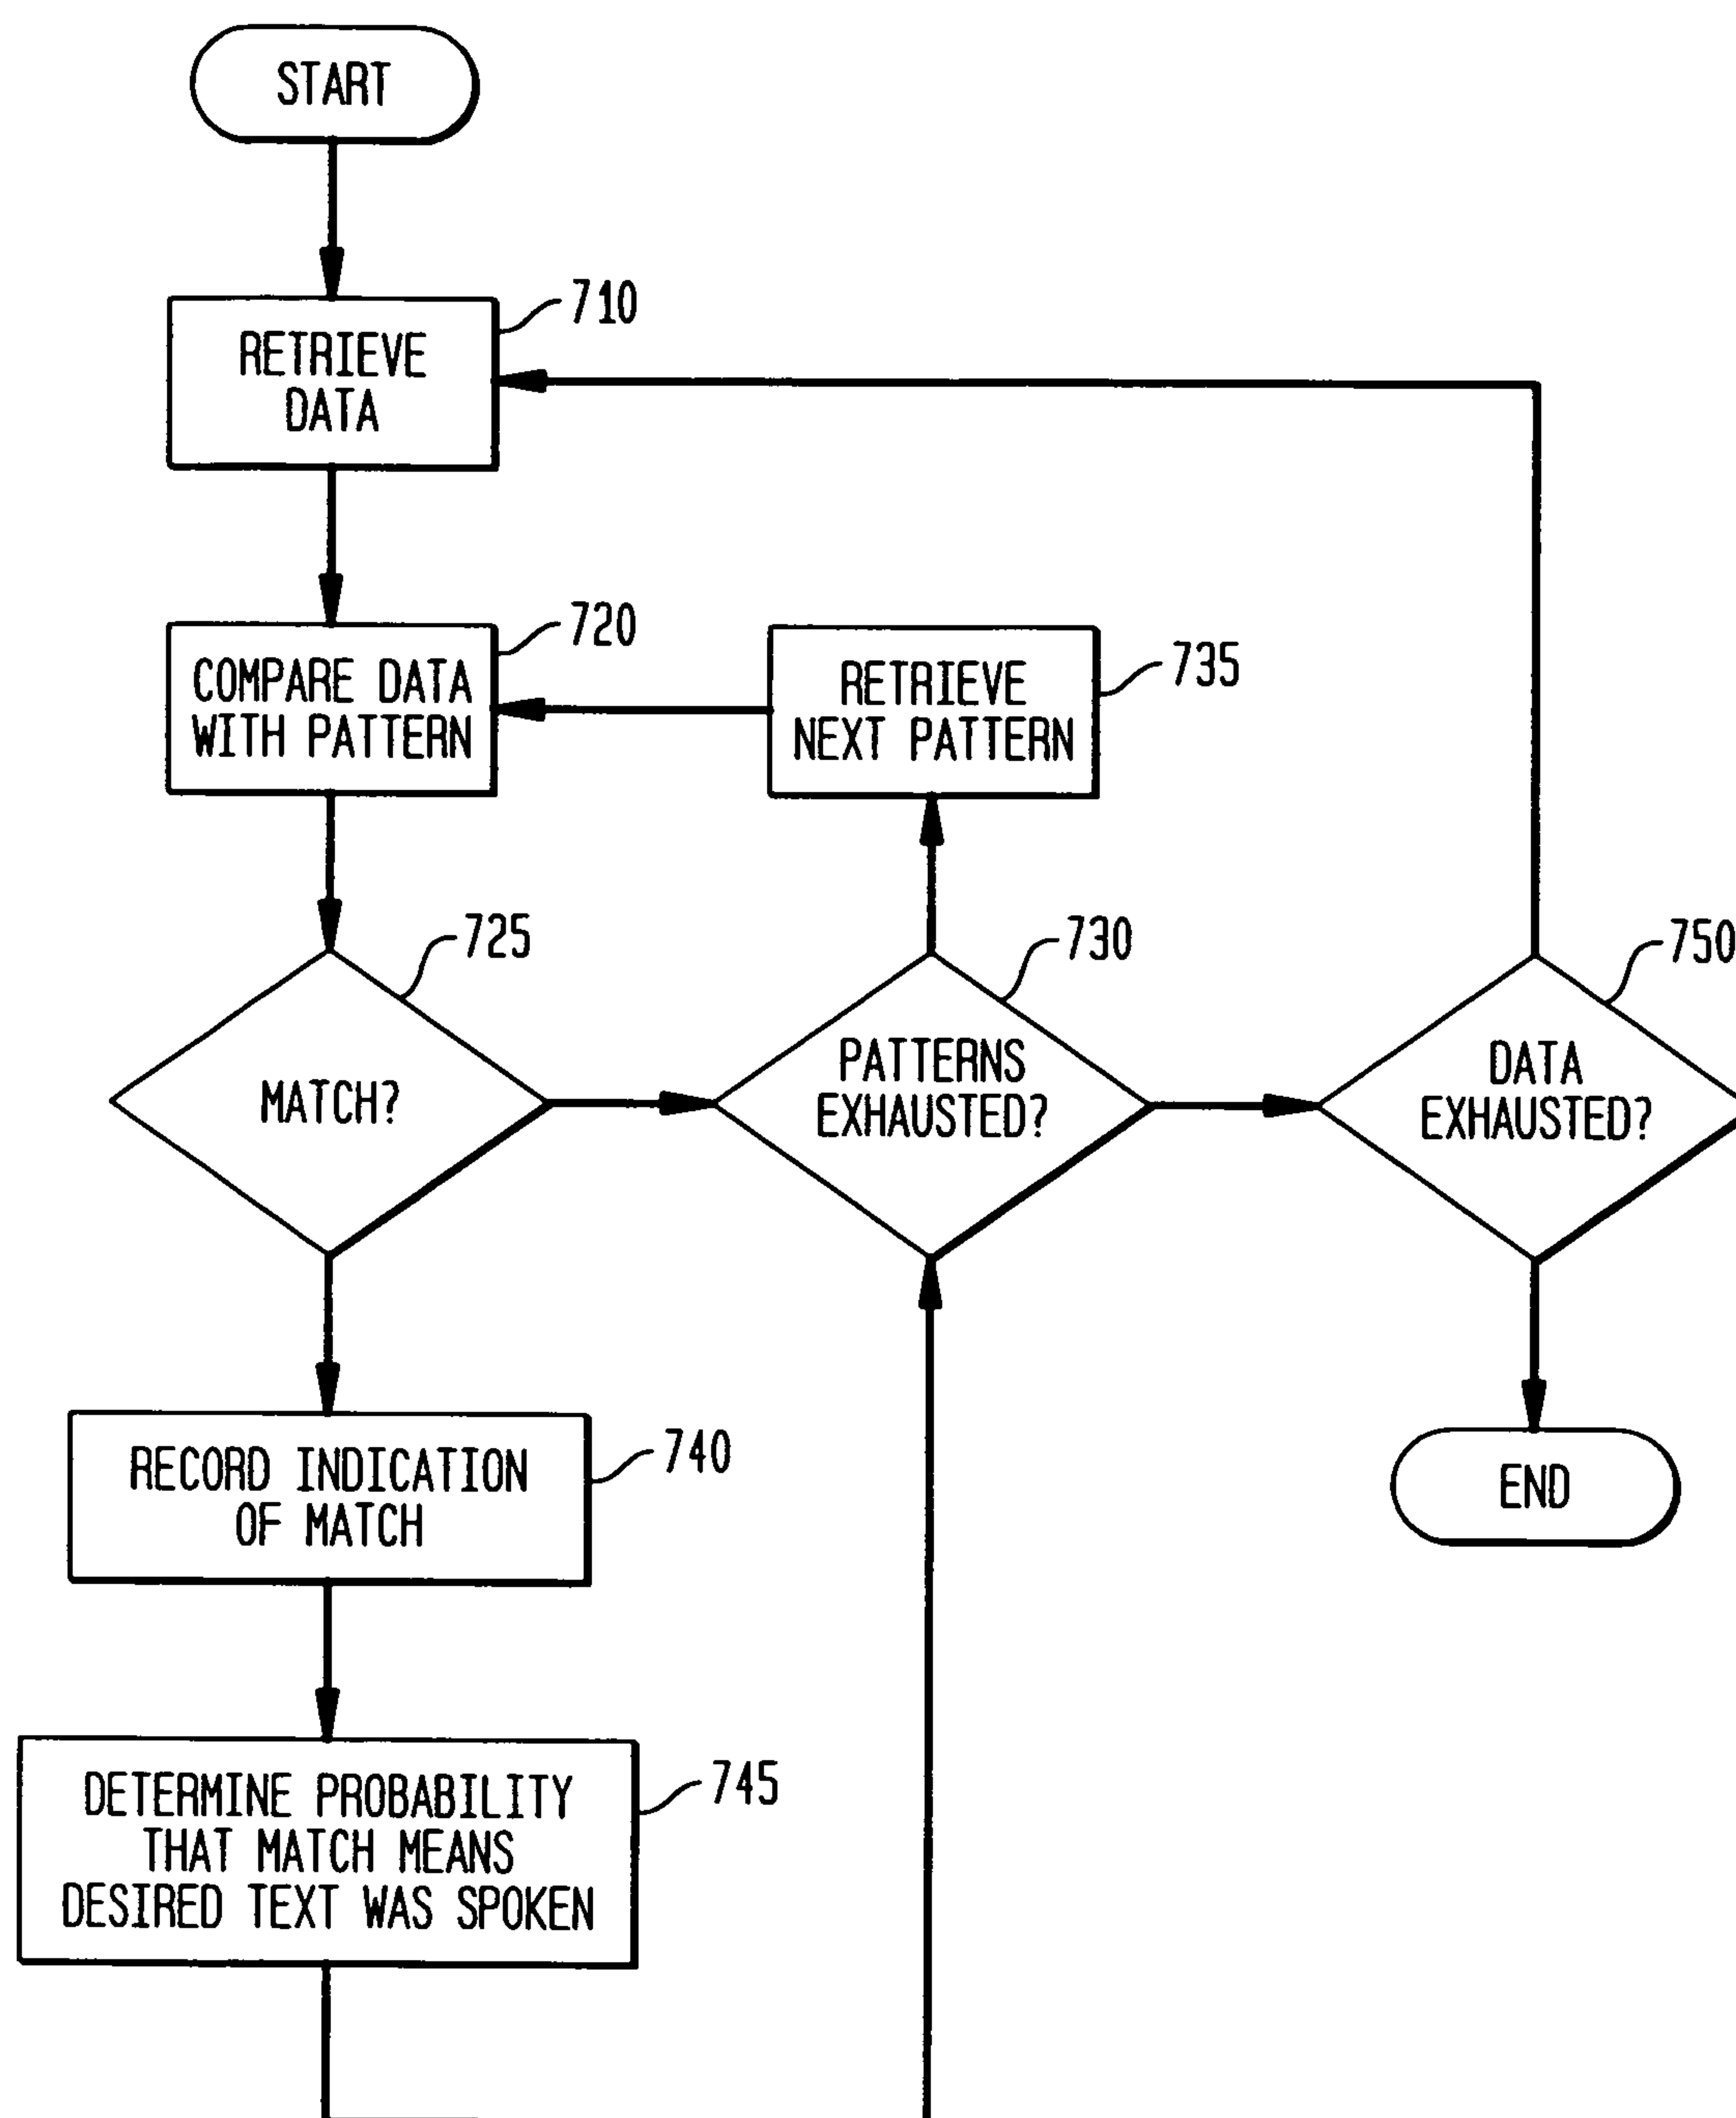 START
710
RETRIEVE
DATA
720
COMPARE DATA
WITH PATTERN
735
RETRIEVE
NEXT PATTERN
725
MATCH?
730
PATTERNS
EXHAUSTED?
750
DATA
EXHAUSTED?
740
RECORD INDICATION
OF MATCH
END
745
DETERMINE PROBABILITY
THAT MATCH MEANS
DESIRED TEXT WAS SPOKEN